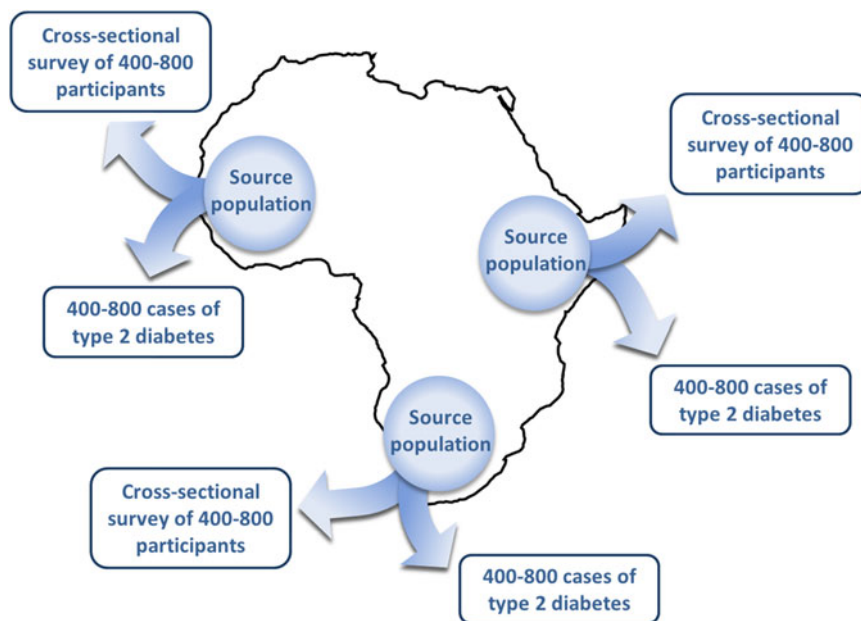 Cross-sectional
survey of 400-800
participants
Source
population
400-800 cases of
type 2 diabetes
Cross-sectional
survey of 400-800
participants
Source
population
400-800 cases of
type 2 diabetes
Source
population
Cross-sectional
survey of 400-800
participants
400-800 cases of
type 2 diabetes